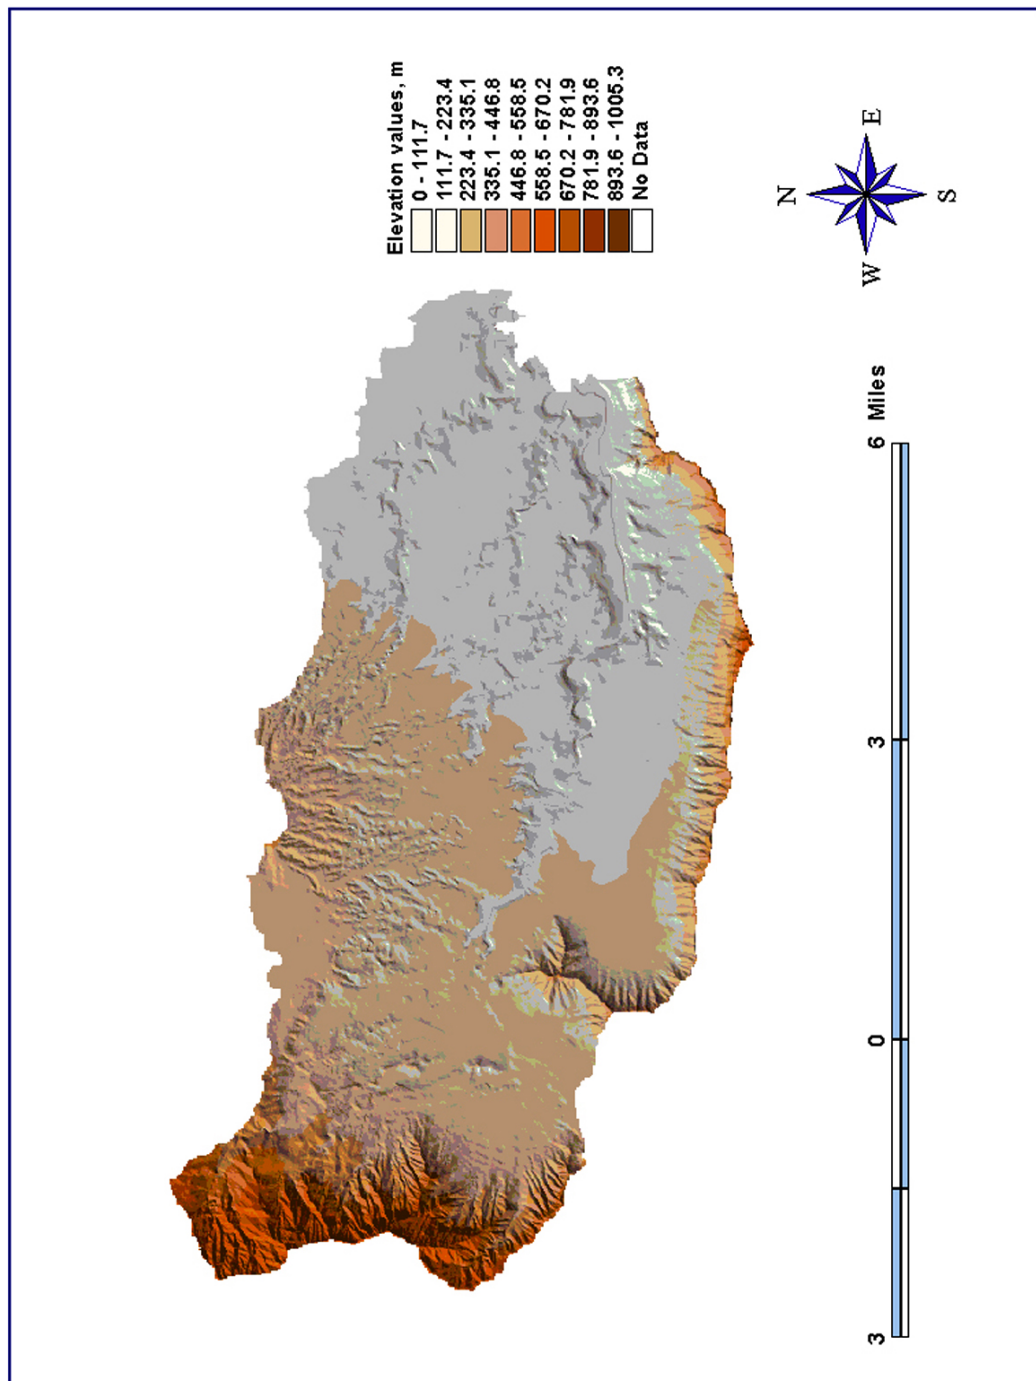 Elevation values, m
0 - 111.7
111.7 - 223.4
223.4 - 335.1
335.1 - 446.8
446.8 - 558.5
558.5 - 670.2
670.2 - 781.9
781.9 - 893.6
893.6 - 1005.3
No Data
N
W
E
S
3
0
3
6 Miles